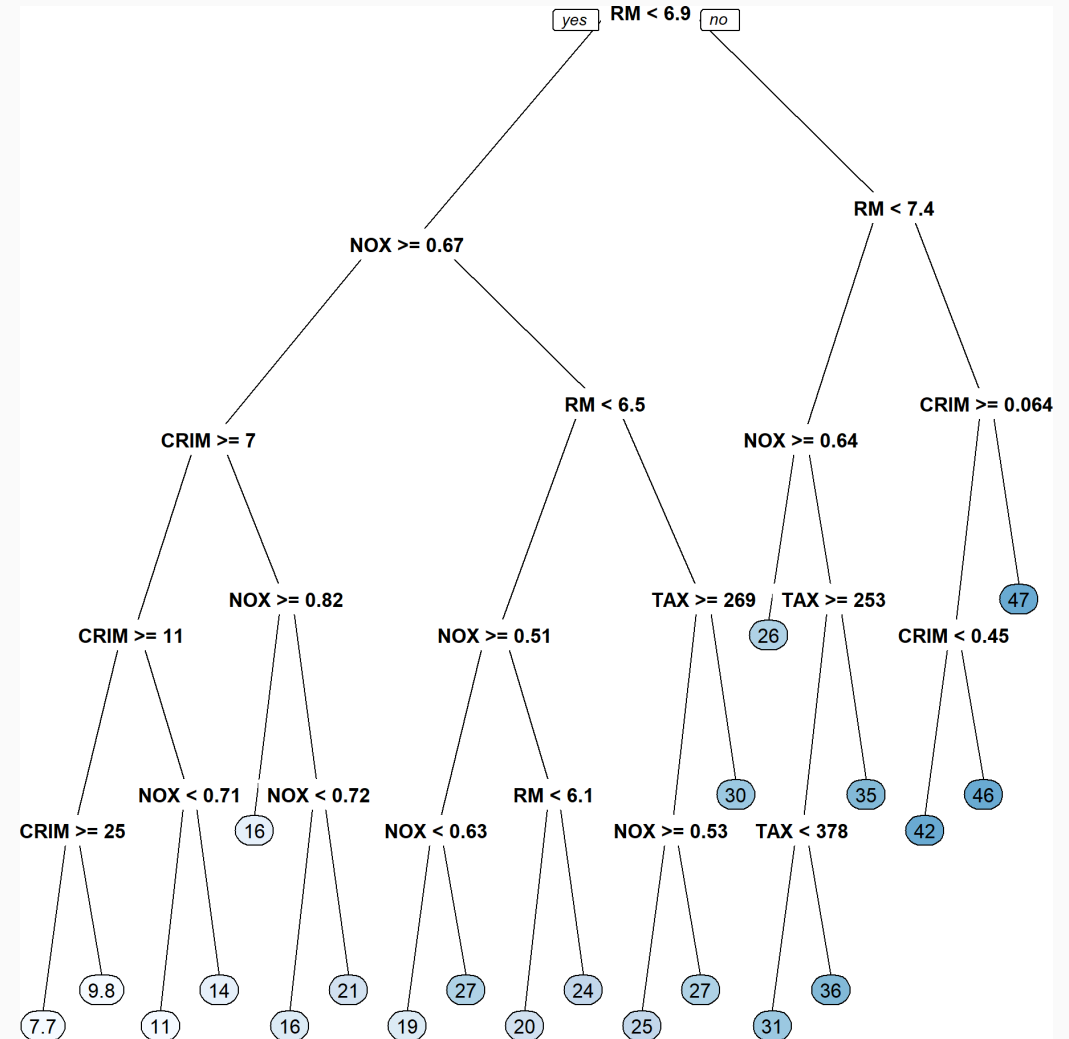 yes RM < 6.9 no
RM < 7.4
NOX >= 0.67
RM < 6.5 CRIM >= 0.064
CRIM >= 7 NOX >= 0.64
NOX >= 0.82 TAX >= 269 TAX >= 253 47
CRIM >= 11 NOX >= 0.51 26 CRIM < 0.45
NOX < 0.71 NOX < 0.72 RM < 6.1 30 35 46
CRIM >= 25 16 NOX < 0.63 NOX >= 0.53 TAX < 378 42
9.8 14 21 27 24 27 36
7.7 11 16 19 20 25 31